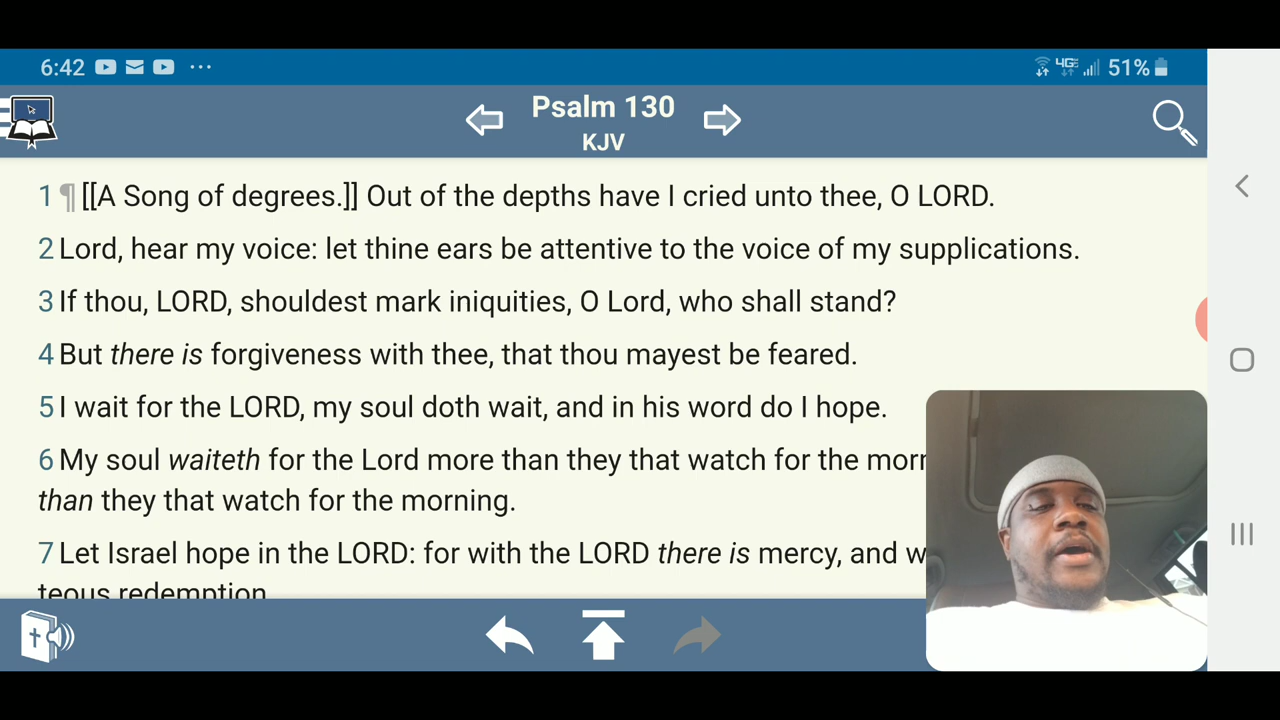 6:42 ... 4GE 51%
Psalm 130
KJV
1 ¶ [[A Song of degrees.]] Out of the depths have I cried unto thee, O LORD.
2 Lord, hear my voice: let thine ears be attentive to the voice of my supplications.
3 If thou, LORD, shouldest mark iniquities, O Lord, who shall stand?
4 But there is forgiveness with thee, that thou mayest be feared.
5 I wait for the LORD, my soul doth wait, and in his word do I hope.
6 My soul waiteth for the Lord more than they that watch for the morn
than they that watch for the morning.
7 Let Israel hope in the LORD: for with the LORD there is mercy, and w
teous redemption